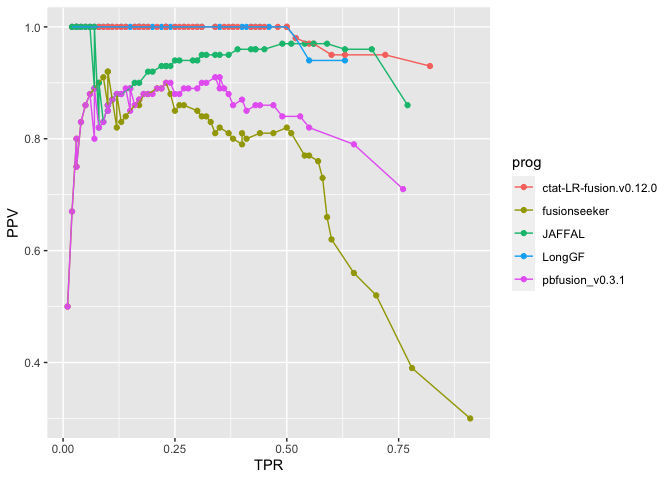 1.0
0.8
0.6
0.4
PPV
0.00
0.25
0.50
0.75
TPR
prog
ctat-LR-fusion.v0.12.0
fusionseeker
JAFFAL
LongGF
pbfusion_v0.3.1